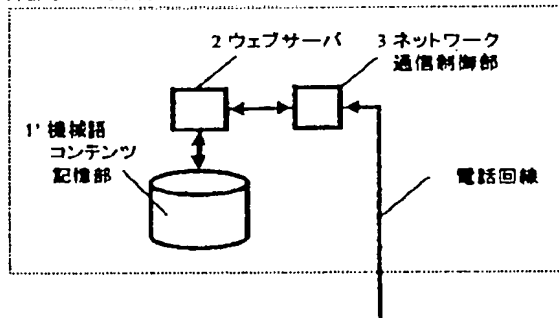 2 ウェブサーバ
3 ネットワーク
通信制御部
1' 機械語
コンテンツ
記憶部
電話回線